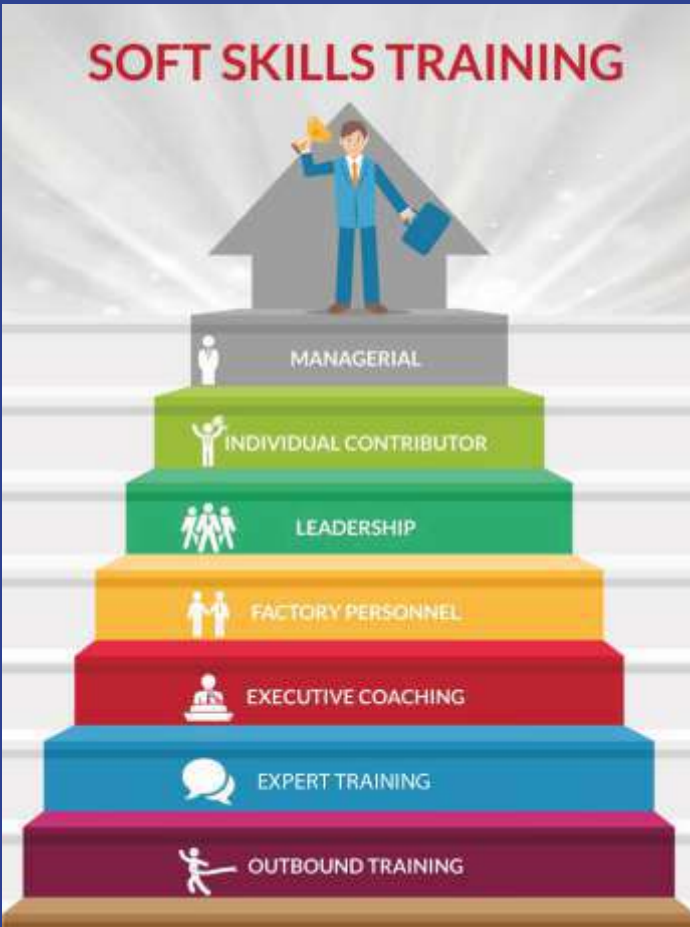 SOFT SKILLS TRAINING
MANAGERIAL
INDIVIDUAL CONTRIBUTOR
LEADERSHIP
FACTORY PERSONNEL
EXECUTIVE COACHING
EXPERT TRAINING
OUTBOUND TRAINING